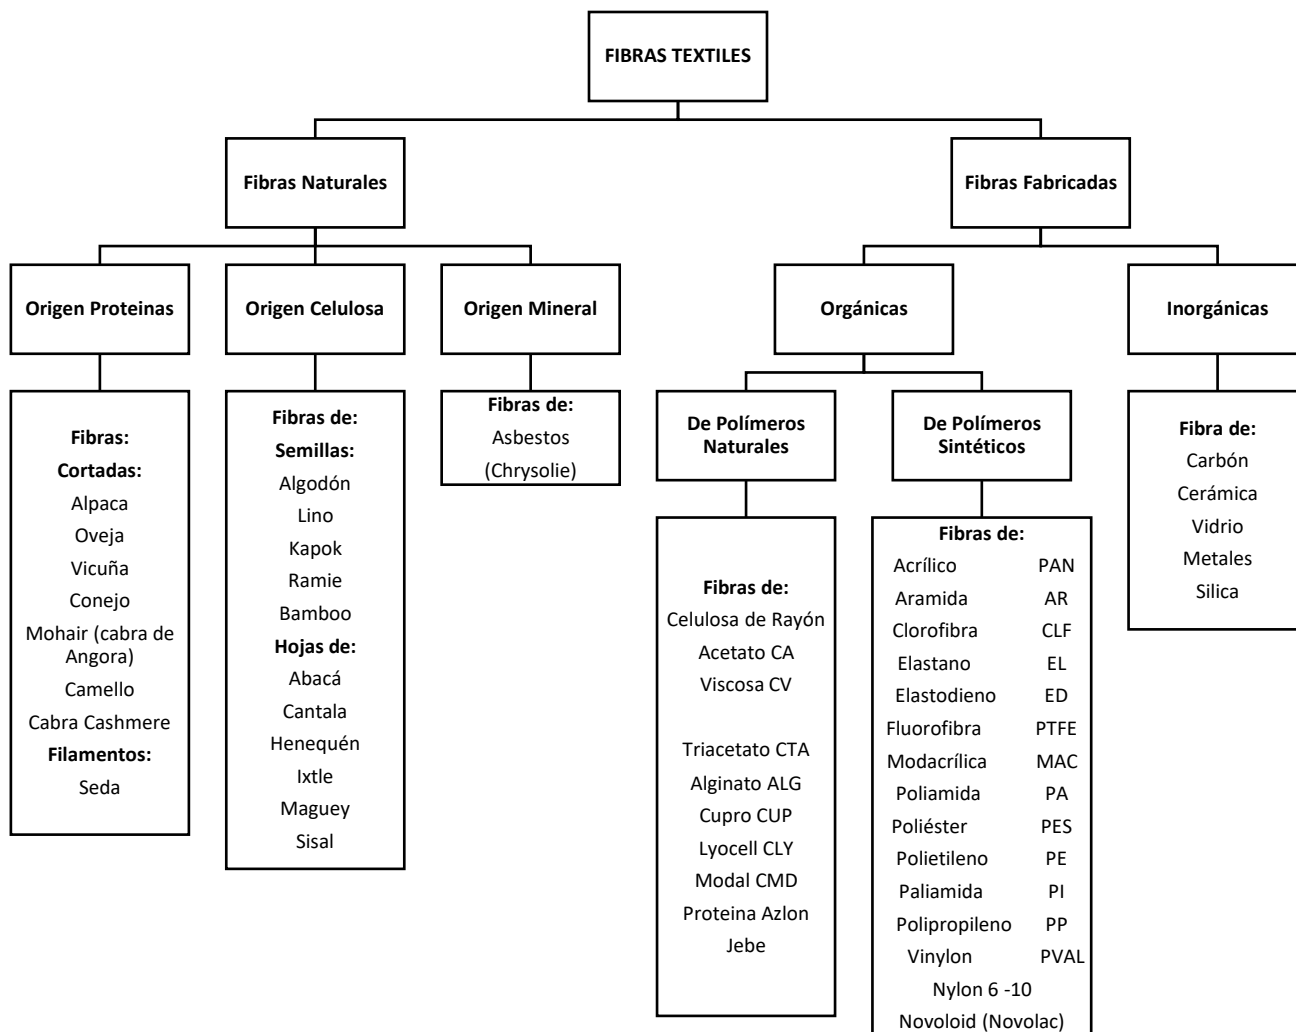 FIBRAS TEXTILES
Fibras Naturales
Fibras Fabricadas
Origen Proteinas
Origen Celulosa
Origen Mineral
Orgánicas
Inorgánicas
Fibras:
Cortadas:
Alpaca
Oveja
Vicuña
Conejo
Mohair (cabra de
Angora)
Camello
Cabra Cashmere
Filamentos:
Seda
Fibras de:
Semillas:
Algodón
Lino
Kapok
Ramie
Bamboo
Hojas de:
Abacá
Cantala
Henequén
Ixtle
Maguey
Sisal
Fibras de:
Asbestos
(Chrysolie)
De Polímeros
Naturales
De Polímeros
Sintéticos
Fibras de:
Celulosa de Rayón
Acetato CA
Viscosa CV
Triacetato CTA
Alginato ALG
Cupro CUP
Lyocell CLY
Modal CMD
Proteina Azlon
Jebe
Fibras de:
Acrílico PAN
Aramida AR
Clorofibra CLF
Elastano EL
Elastodieno ED
Fluorofibra PTFE
Modacrílica MAC
Poliamida PA
Poliéster PES
Polietileno PE
Paliamida PI
Polipropileno PP
Vinylon PVAL
Nylon 6 -10
Novoloid (Novolac)
Fibra de:
Carbón
Cerámica
Vidrio
Metales
Silica